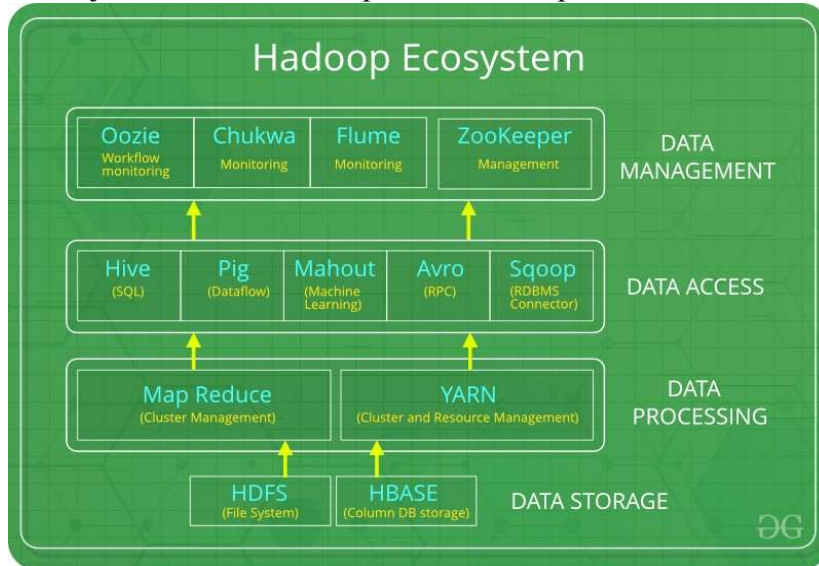 Hadoop Ecosystem
Oozie
Workflow
monitoring
Chukwa
Monitoring
Flume
Monitoring
ZooKeeper
Management
DATA
MANAGEMENT
Hive
(SQL)
Pig
(Dataflow)
Mahout
(Machine
Learning)
Avro
(RPC)
Sqoop
(RDBMS
Connector)
DATA ACCESS
Map Reduce
(Cluster Management)
YARN
(Cluster and Resource Management)
DATA
PROCESSING
HDFS
(File System)
HBASE
(Column DB storage)
DATA STORAGE